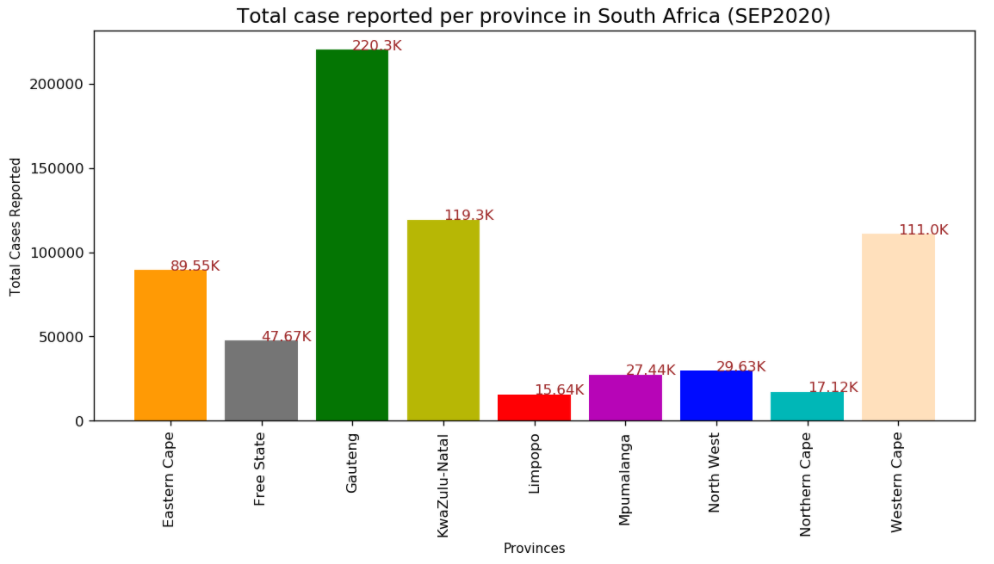 Total case reported per province in South Africa (SEP2020)
Total Cases Reported
200000
150000
100000
50000
0
89.55K
47.67K
220.3K
119.3K
15.64K
27.44K
29.63K
17.12K
111.0K
Eastern Cape
Free State
Gauteng
KwaZulu-Natal
Limpopo
Mpumalanga
North West
Northern Cape
Western Cape
Provinces